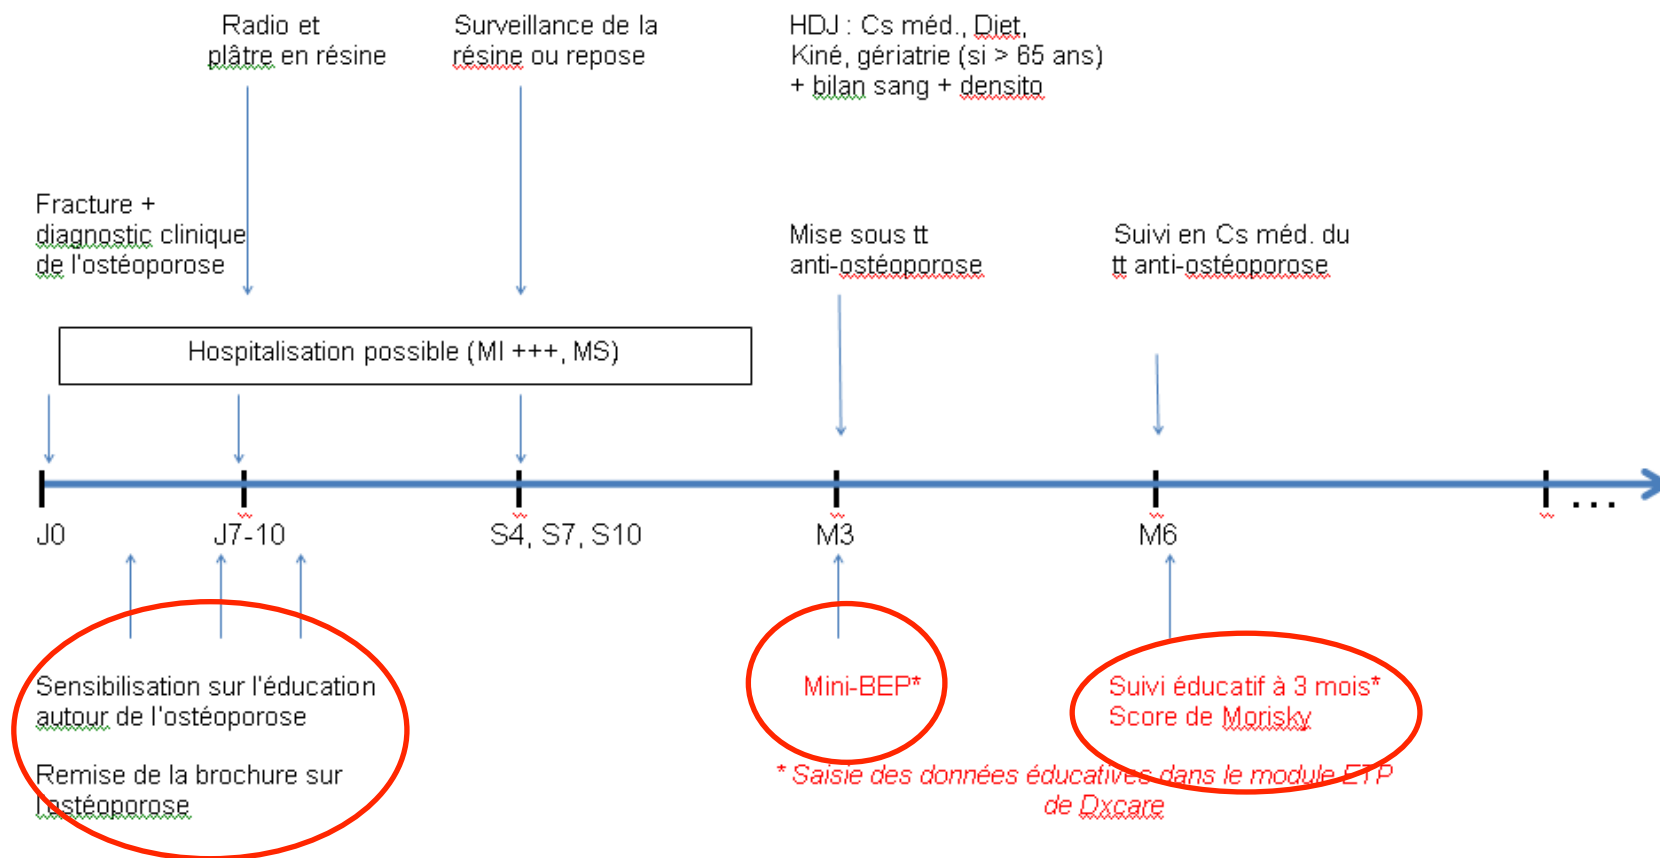 Radio et
plâtre en résine
Surveillance de la
résine ou repose
HDJ : Cs méd., Diet,
Kiné, gériatrie (si > 65 ans)
+ bilan sang + densito
Fracture +
diagnostic clinique
de l'ostéoporose
Mise sous tt
anti-ostéoporose
Suivi en Cs méd. du
tt anti-ostéoporose
Hospitalisation possible (MI +++, MS)
J0
J7-10
S4, S7, S10
M3
M6
...
Sensibilisation sur l'éducation
autour de l'ostéoporose
Remise de la brochure sur
l'ostéoporose
Mini-BEP*
Suivi éducatif à 3 mois*
Score de Morisky
* Saisie des données éducatives dans le module ETP
de Dxcare